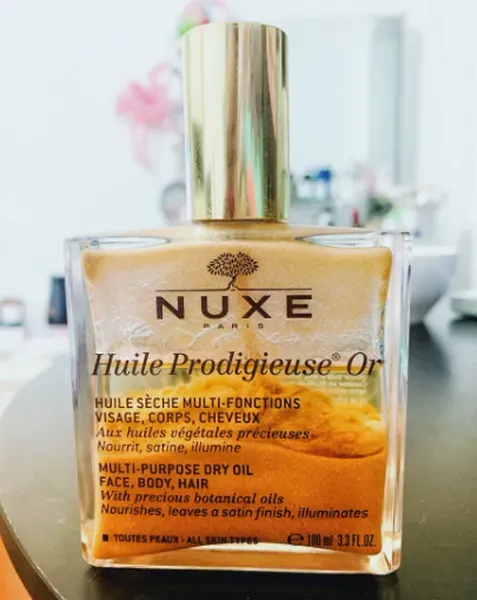 NUXE
PARIS
Huile Prodigieuse® Or
HUILE SÈCHE MULTI-FONCTIONS
VISAGE, CORPS, CHEVEUX
Aux huiles végétales précieuses
Nourrit, satine, illumine
MULTI-PURPOSE DRY OIL
FACE, BODY, HAIR
With precious botanical oils
Nourishes, leaves a satin finish, illuminates
■ TOUTES PEAUX - ALL SKIN TYPES ℮ 100 ml 3.3 FL.OZ.